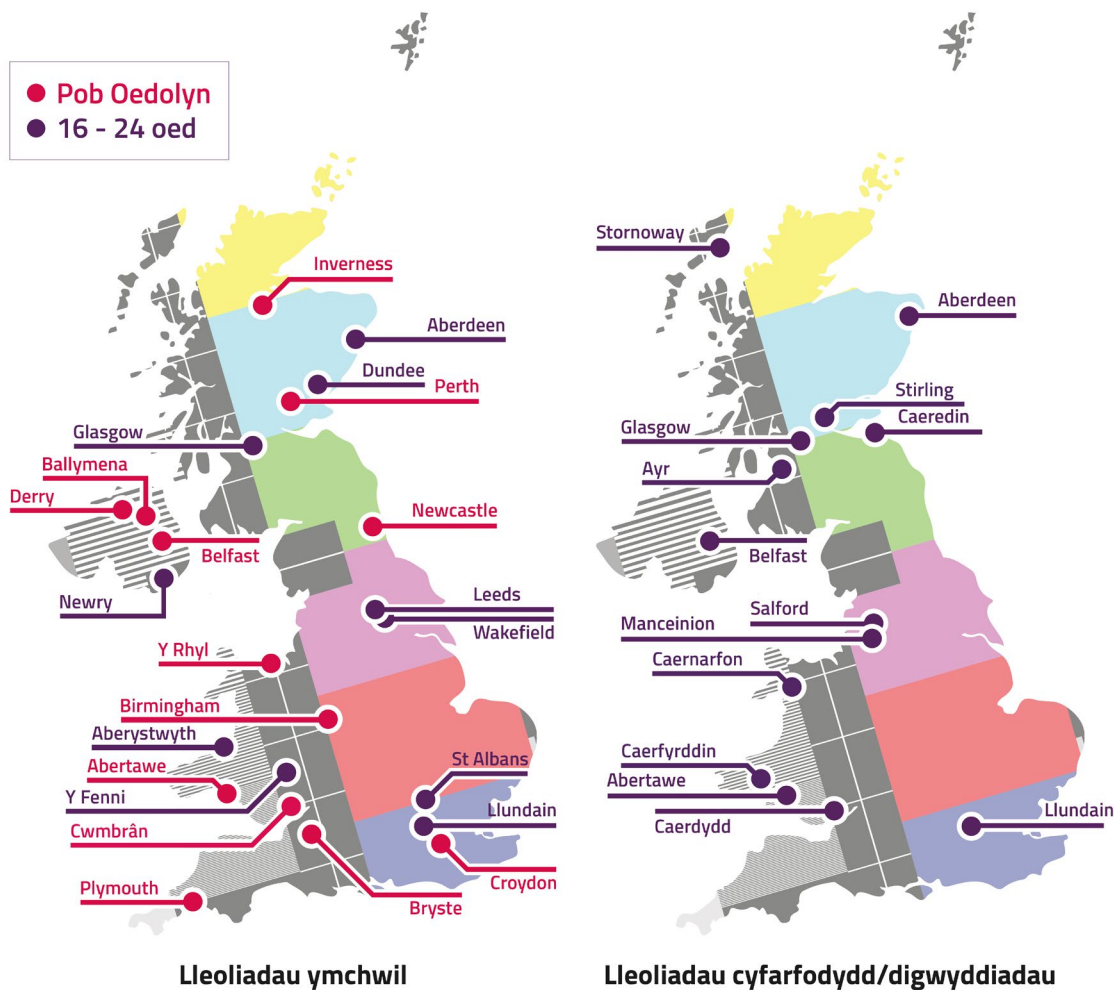 Pob Oedolyn
16 - 24 oed
Inverness
Aberdeen
Dundee
Perth
Glasgow
Ballymena
Derry
Newcastle
Belfast
Newry
Leeds
Wakefield
Y Rhyl
Birmingham
Aberystwyth
St Albans
Abertawe
Y Fenni
Llundain
Cwmbrân
Croydon
Plymouth
Bryste
Lleoliadau ymchwil
Stornoway
Aberdeen
Stirling
Caeredin
Glasgow
Ayr
Belfast
Salford
Manceinion
Caernarfon
Caerfyrddin
Abertawe
Llundain
Caerdydd
Lleoliadau cyfarfodydd/digwyddiadau